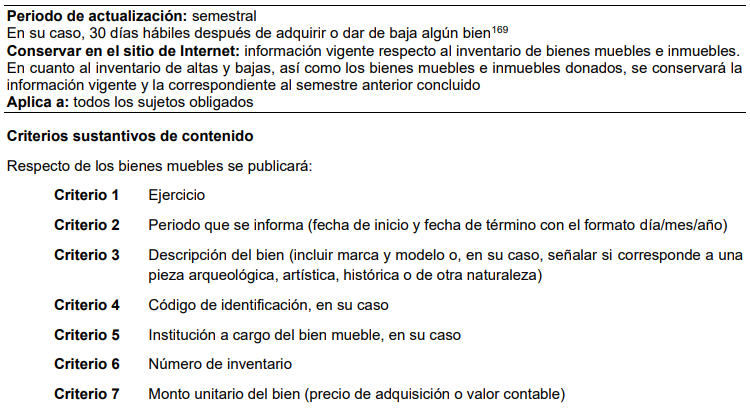 Periodo de actualización: semestral
En su caso, 30 días hábiles después de adquirir o dar de baja algún bien169
Conservar en el sitio de Internet: información vigente respecto al inventario de bienes muebles e inmuebles.
En cuanto al inventario de altas y bajas, así como los bienes muebles e inmuebles donados, se conservará la
información vigente y la correspondiente al semestre anterior concluido
Aplica a: todos los sujetos obligados
Criterios sustantivos de contenido
Respecto de los bienes muebles se publicará:
Criterio 1 Ejercicio
Criterio 2 Periodo que se informa (fecha de inicio y fecha de término con el formato día/mes/año)
Criterio 3 Descripción del bien (incluir marca y modelo o, en su caso, señalar si corresponde a una
pieza arqueológica, artística, histórica o de otra naturaleza)
Criterio 4 Código de identificación, en su caso
Criterio 5 Institución a cargo del bien mueble, en su caso
Criterio 6 Número de inventario
Criterio 7 Monto unitario del bien (precio de adquisición o valor contable)